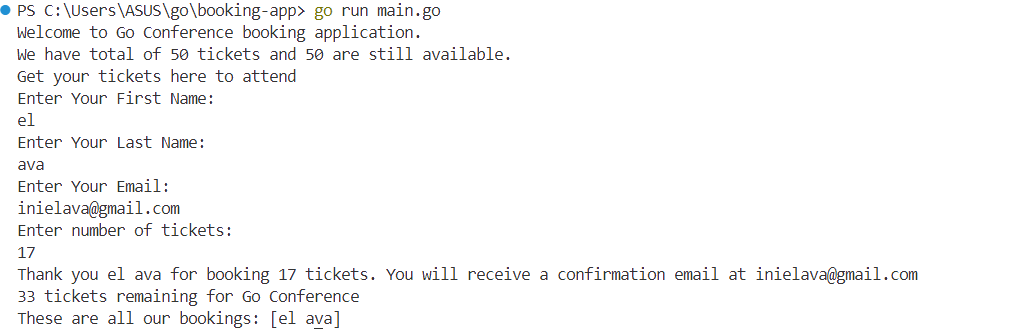 PS C:\Users\ASUS\go\booking-app> go run main.go
Welcome to Go Conference booking application.
We have total of 50 tickets and 50 are still available.
Get your tickets here to attend
Enter Your First Name:
el
Enter Your Last Name:
ava
Enter Your Email:
inielava@gmail.com
Enter number of tickets:
17
Thank you el ava for booking 17 tickets. You will receive a confirmation email at inielava@gmail.com
33 tickets remaining for Go Conference
These are all our bookings: [el ava]